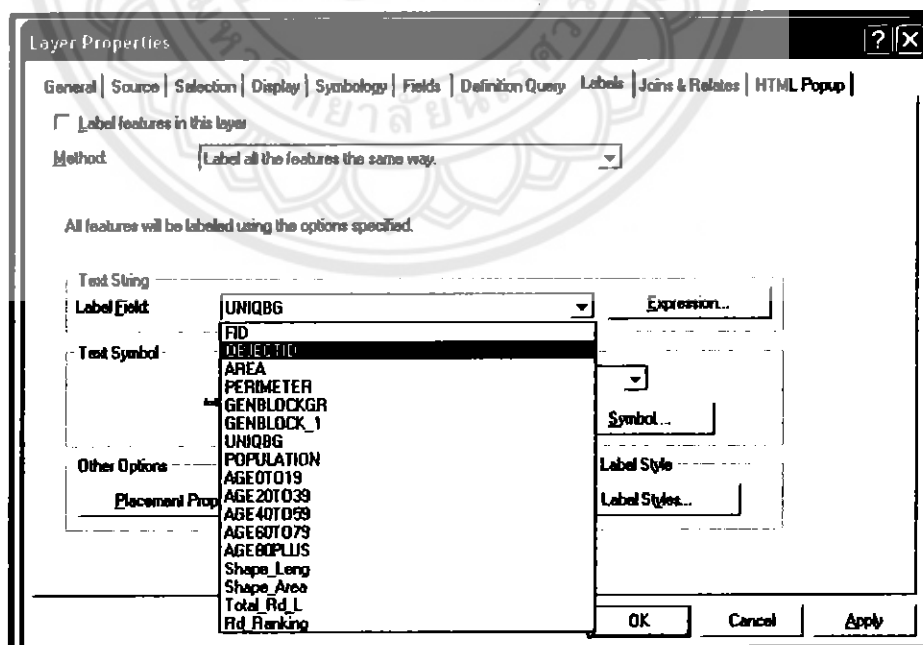 Layer Properties
General | Source | Selection | Display | Symbology | Fields | Definition Query Labels | Joins & Relates | HTML Popup |
Label features in this layer
Method: Label all the features the same way.
All features will be labeled using the options specified.
Text String
Label Field: UNIQBG Expression...
FID
Text Symbol
AREA
PERIMETER
GENBLOCKGR
GENBLOCK_1
Symbol...
UNIQBG
POPULATION
Other Options Label Style
AGE0TO19
Placement Prop Label Styles...
AGE20TO39
AGE40TO59
AGE60TO79
AGE80PLUS
Shape_Leng
Shape_Area
Total_Rd_L
Rd_Ranking
OK Cancel Apply